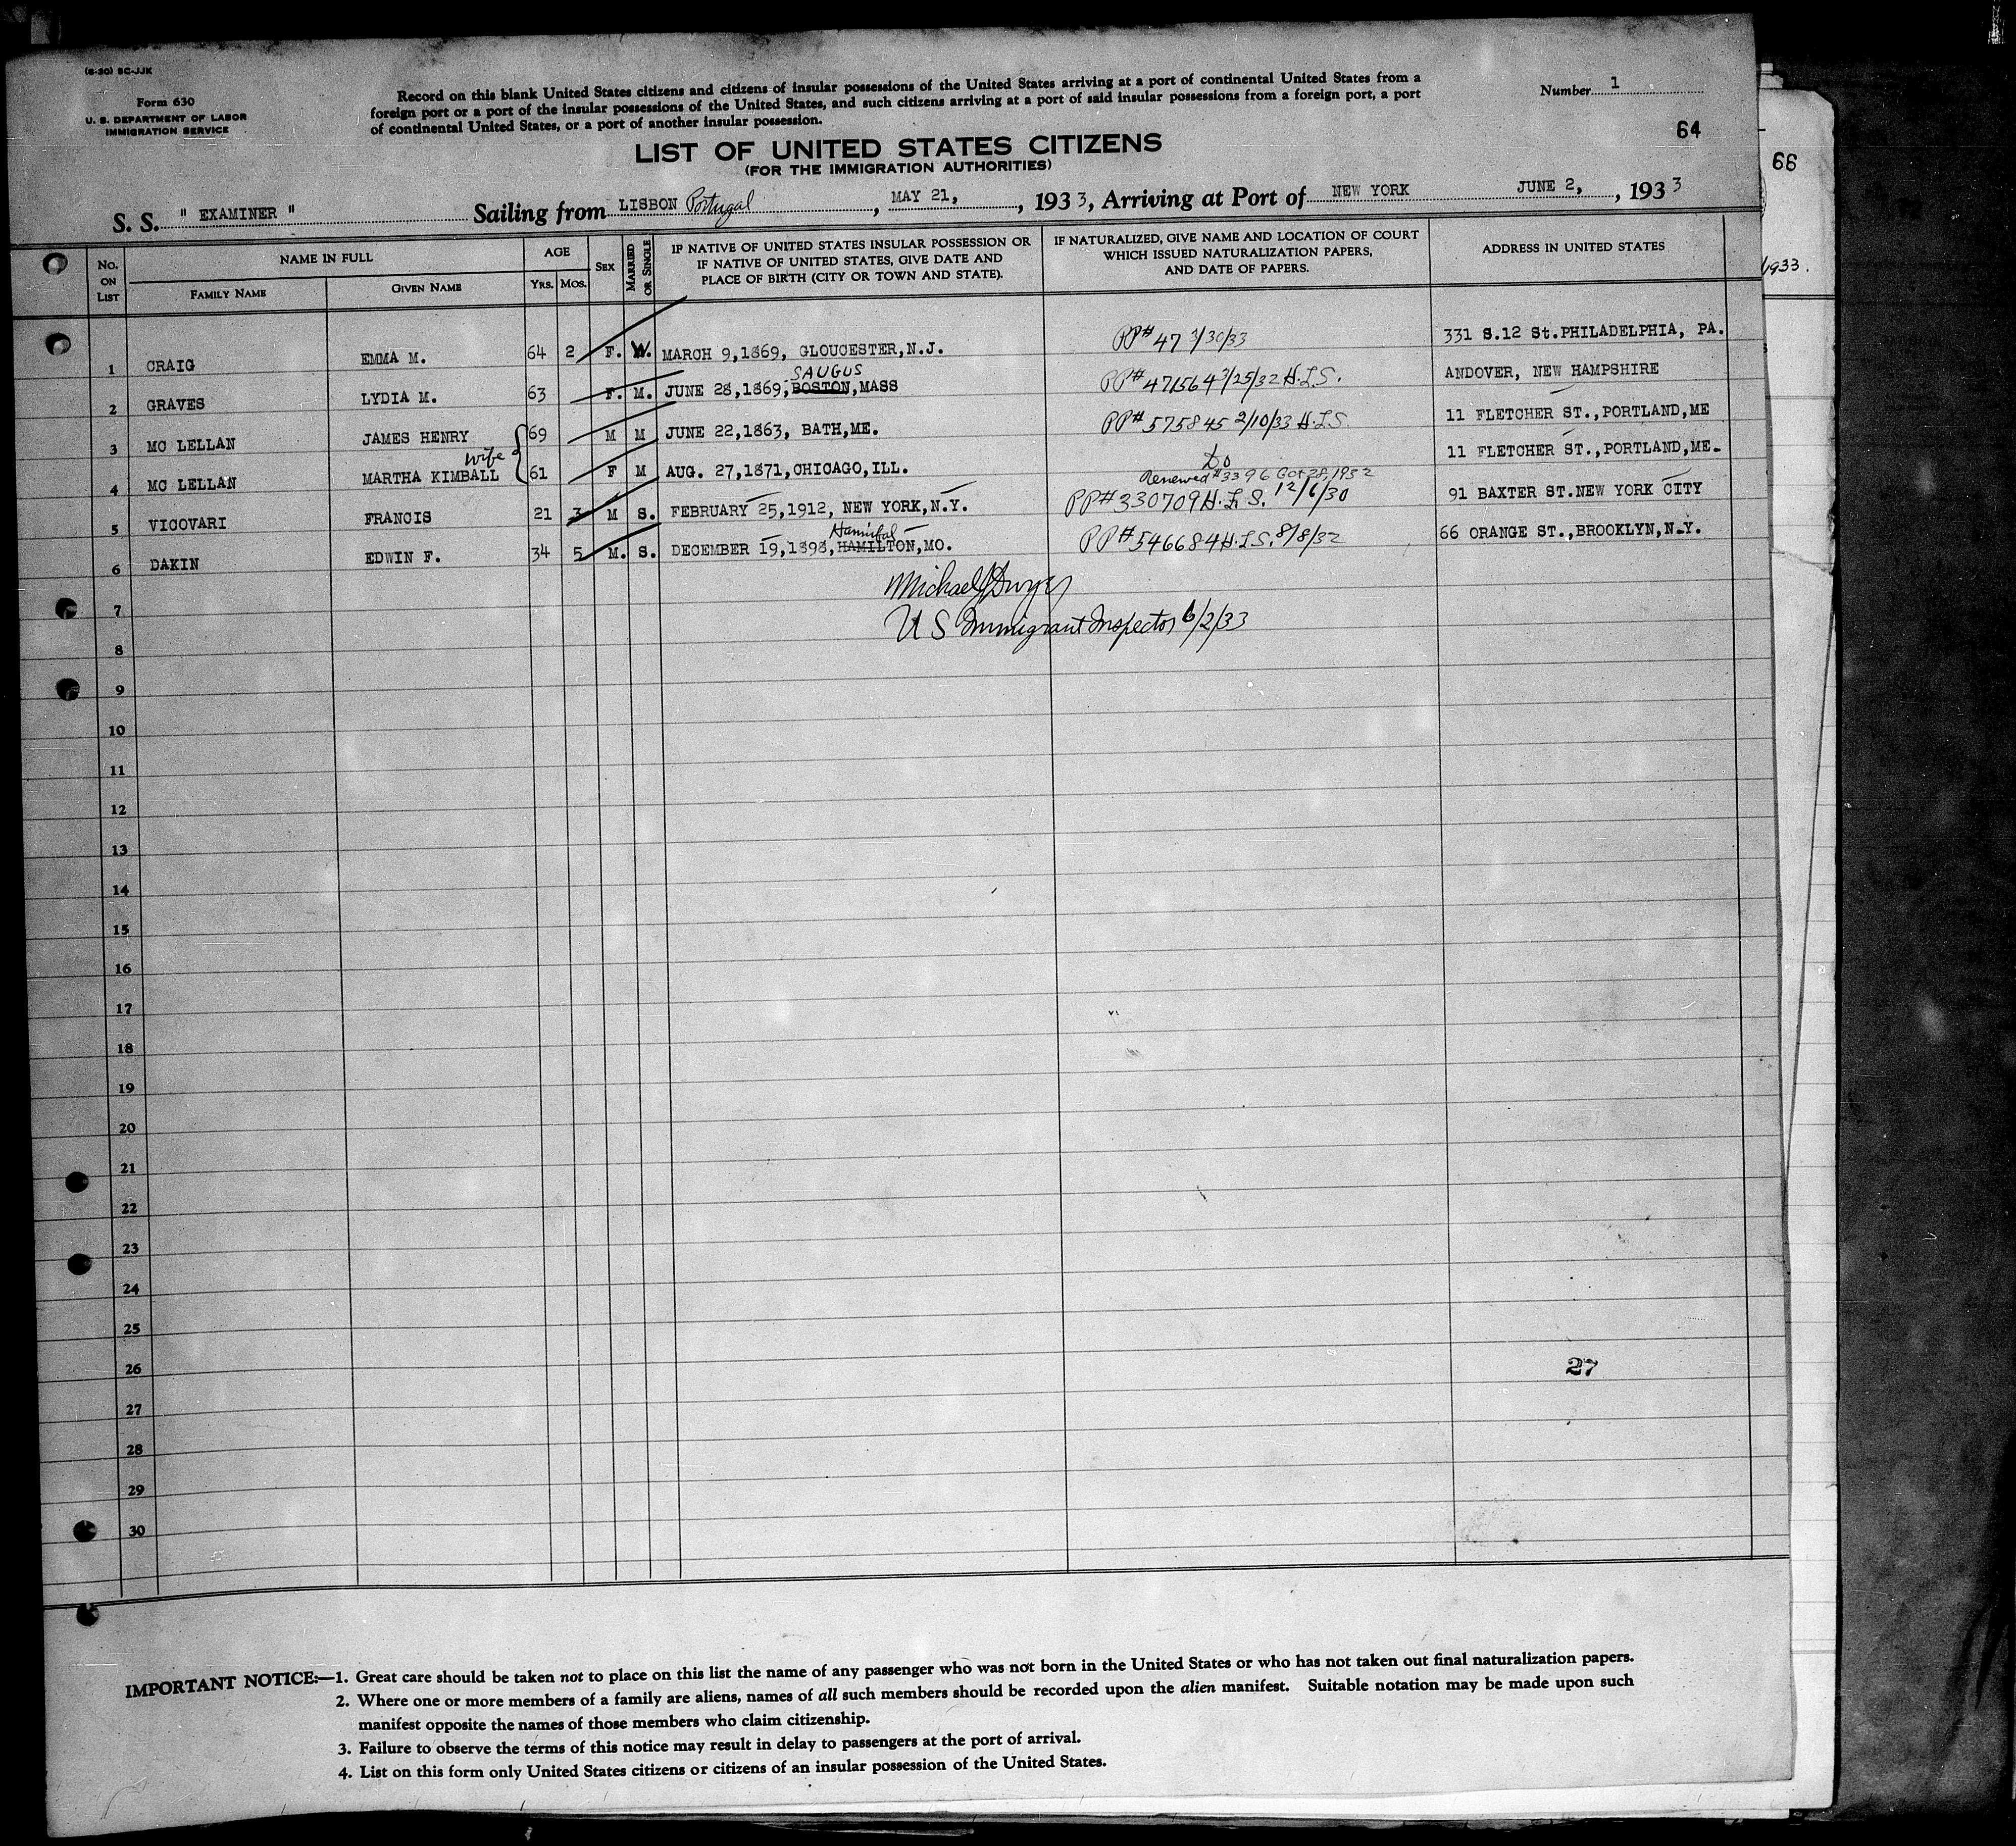 (6-30) SC-JJK
Form 630
U. S. DEPARTMENT OF LABOR
IMMIGRATION SERVICE
Record on this blank United States citizens and citizens of insular possessions of the United States arriving at a port of continental United States from a
foreign port or a port of the insular possessions of the United States, and such citizens arriving at a port of said insular possessions from a foreign port, a port
of continental United States, or a port of another insular possession.
Number 1
64
66
LIST OF UNITED STATES CITIZENS
(FOR THE IMMIGRATION AUTHORITIES)
S. S. " EXAMINER " Sailing from LISBON Portugal, MAY 21, , 1933, Arriving at Port of NEW YORK JUNE 2, , 1933
No. ON LIST
NAME IN FULL
FAMILY NAME
GIVEN NAME
AGE
YRS.
MOS.
SEX
MARRIED OR SINGLE
IF NATIVE OF UNITED STATES INSULAR POSSESSION OR
IF NATIVE OF UNITED STATES, GIVE DATE AND
PLACE OF BIRTH (CITY OR TOWN AND STATE).
IF NATURALIZED, GIVE NAME AND LOCATION OF COURT
WHICH ISSUED NATURALIZATION PAPERS,
AND DATE OF PAPERS.
ADDRESS IN UNITED STATES
1933.
1 CRAIG EMMA M. 64 2 F. W. MARCH 9,1869, GLOUCESTER,N.J. PP# 47 3/30/33 331 S.12 St.PHILADELPHIA, PA.
SAUGUS
2 GRAVES LYDIA M. 63 F. M. JUNE 28,1869, BOSTON,MASS PP# 471564 3/25/32 H.L.S. ANDOVER, NEW HAMPSHIRE
3 MC LELLAN JAMES HENRY 69 M M JUNE 22,1863, BATH,ME. PP# 575845 2/10/33 H.L.S. 11 FLETCHER ST.,PORTLAND,ME
wife
4 MC LELLAN MARTHA KIMBALL 61 F M AUG. 27,1871,CHICAGO,ILL. Do 11 FLETCHER ST.,PORTLAND,ME.
Renewed #3396 Oct 28, 1932
5 VICOVARI FRANCIS 21 3 M S. FEBRUARY 25,1912, NEW YORK,N.Y. PP# 330709 H.L.S. 12/6/30 91 BAXTER ST.NEW YORK CITY
Hannibal
6 DAKIN EDWIN F. 34 5 M. S. DECEMBER 19,1898, HAMILTON,MO. PP# 546684 H.L.S. 8/8/32 66 ORANGE ST.,BROOKLYN,N.Y.
Michael J Dwyer
7
U S Immigrant Inspector 6/2/33
8
9
10
11
12
13
14
15
16
17
18
19
20
21
22
23
24
25
26
27
27
28
29
30
IMPORTANT NOTICE:—1. Great care should be taken not to place on this list the name of any passenger who was not born in the United States or who has not taken out final naturalization papers.
2. Where one or more members of a family are aliens, names of all such members should be recorded upon the alien manifest. Suitable notation may be made upon such
manifest opposite the names of those members who claim citizenship.
3. Failure to observe the terms of this notice may result in delay to passengers at the port of arrival.
4. List on this form only United States citizens or citizens of an insular possession of the United States.